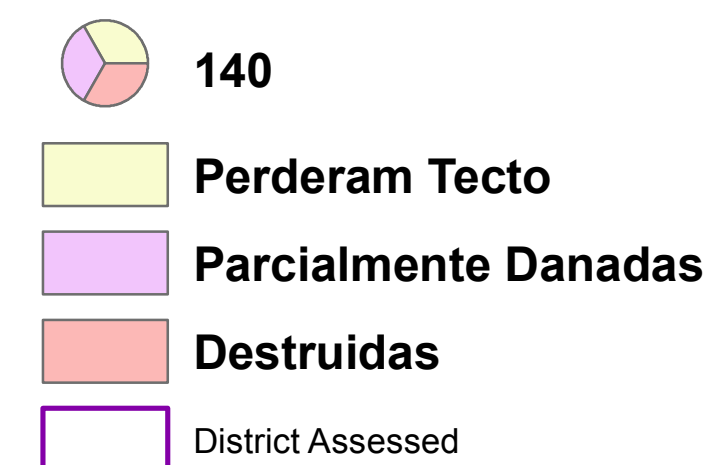 140
Perderam Tecto
Parcialmente Danadas
Destruidas
District Assessed